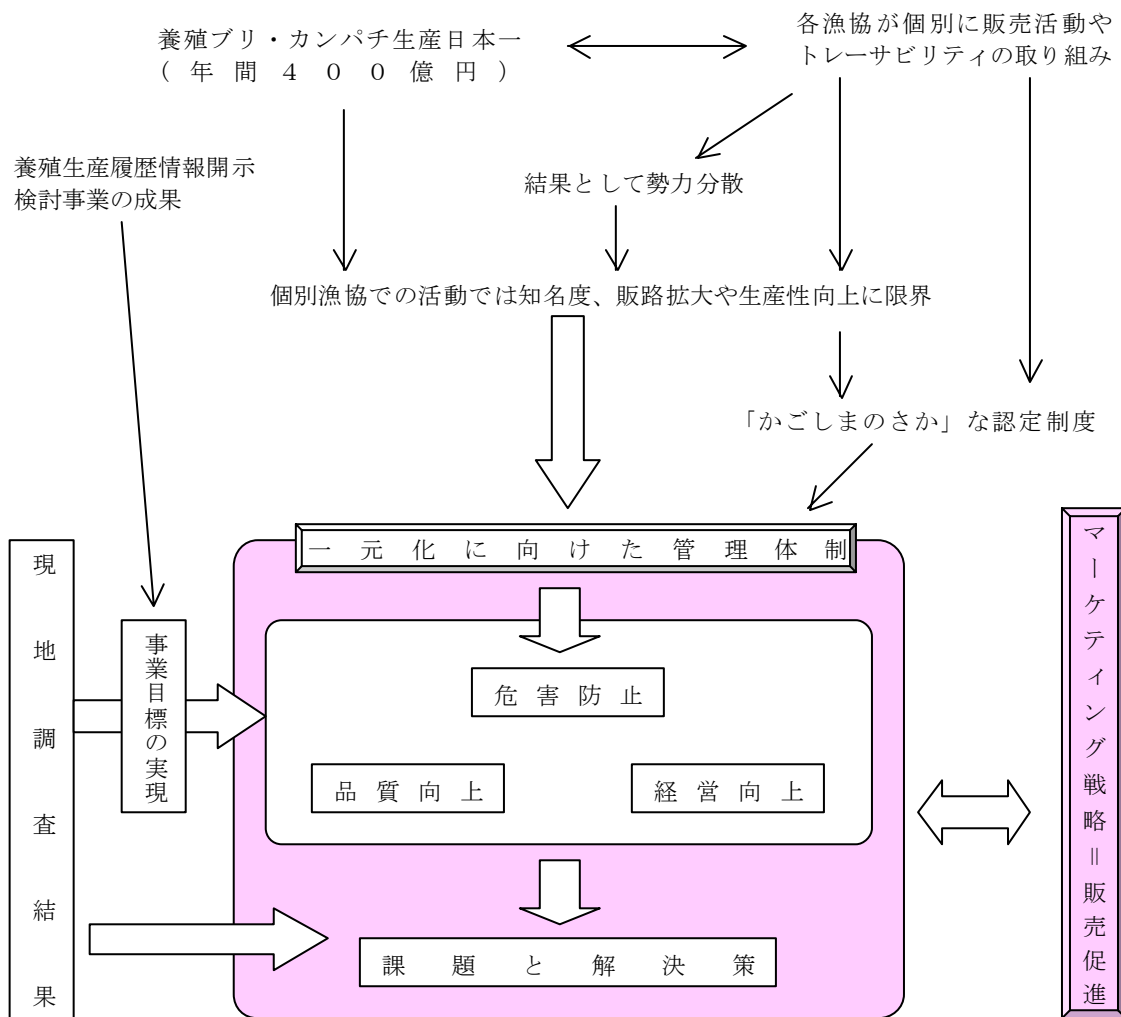 養殖ブリ・カンパチ生産日本一
(年間400億円)
各漁協が個別に販売活動や
トレーサビリティの取り組み
養殖生産履歴情報開示
検討事業の成果
結果として勢力分散
個別漁協での活動では知名度、販路拡大や生産性向上に限界
「かごしまのさか」な認定制度
一元化に向けた管理体制
現地調査結果
事業目標の実現
危害防止
品質向上
経営向上
課題と解決策
マーケティング戦略=販売促進